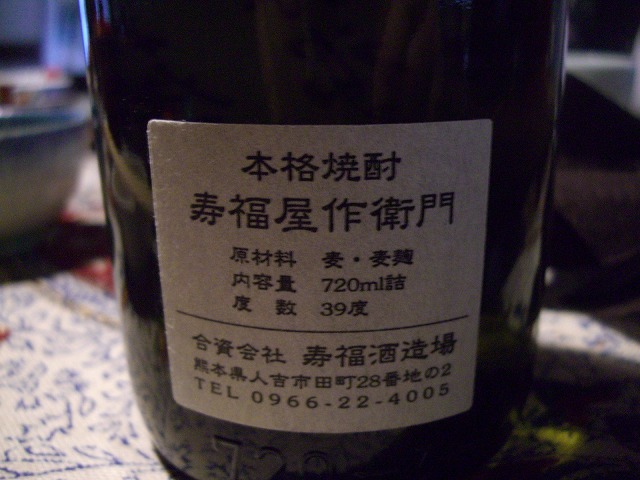 本格焼酎
寿福屋作衛門
原材料 麦・麦麹
内容量 720ml詰
度数 39度
合資会社 寿福酒造場
熊本県人吉市田町28番地の2
TEL 0966-22-4005
720